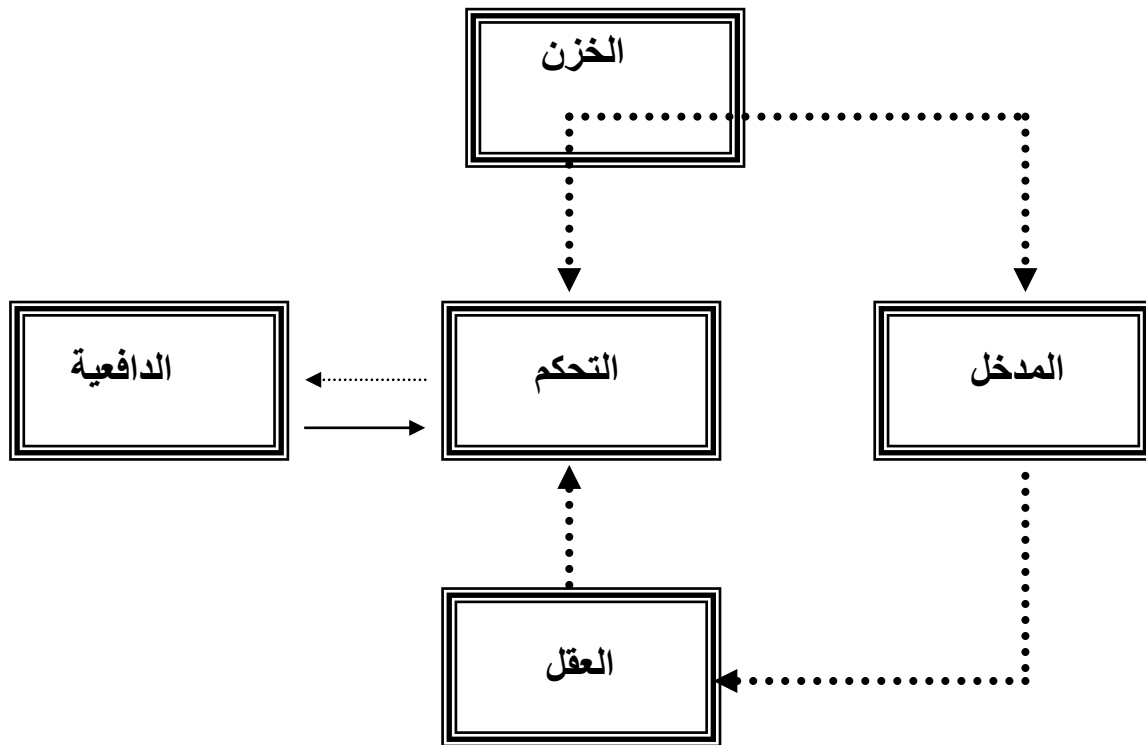 الخزن
المدخل
التحكم
الدافعية
العقل